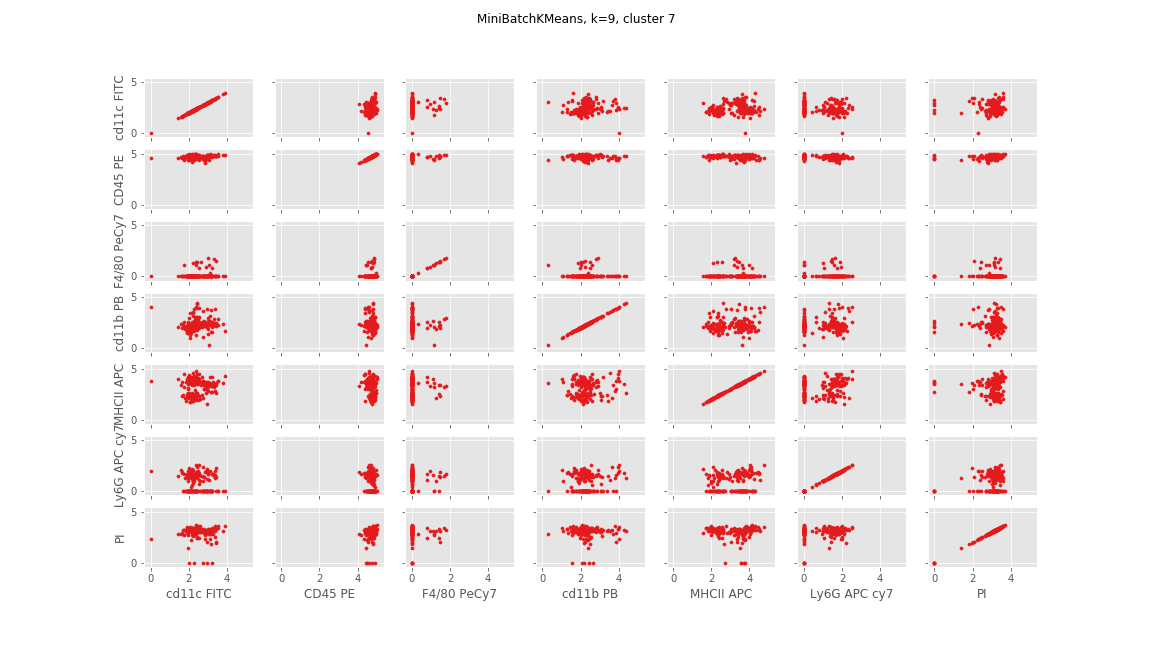 MiniBatchKMeans, k=9, cluster 7
cd11c FITC
5
0
CD45 PE
5
0
F4/80 PeCy7
5
0
cd11b PB
5
0
MHCII APC
5
0
Ly6G APC cy7
5
0
PI
5
0
0 2 4 0 2 4 0 2 4 0 2 4 0 2 4 0 2 4 0 2 4
cd11c FITC CD45 PE F4/80 PeCy7 cd11b PB MHCII APC Ly6G APC cy7 PI